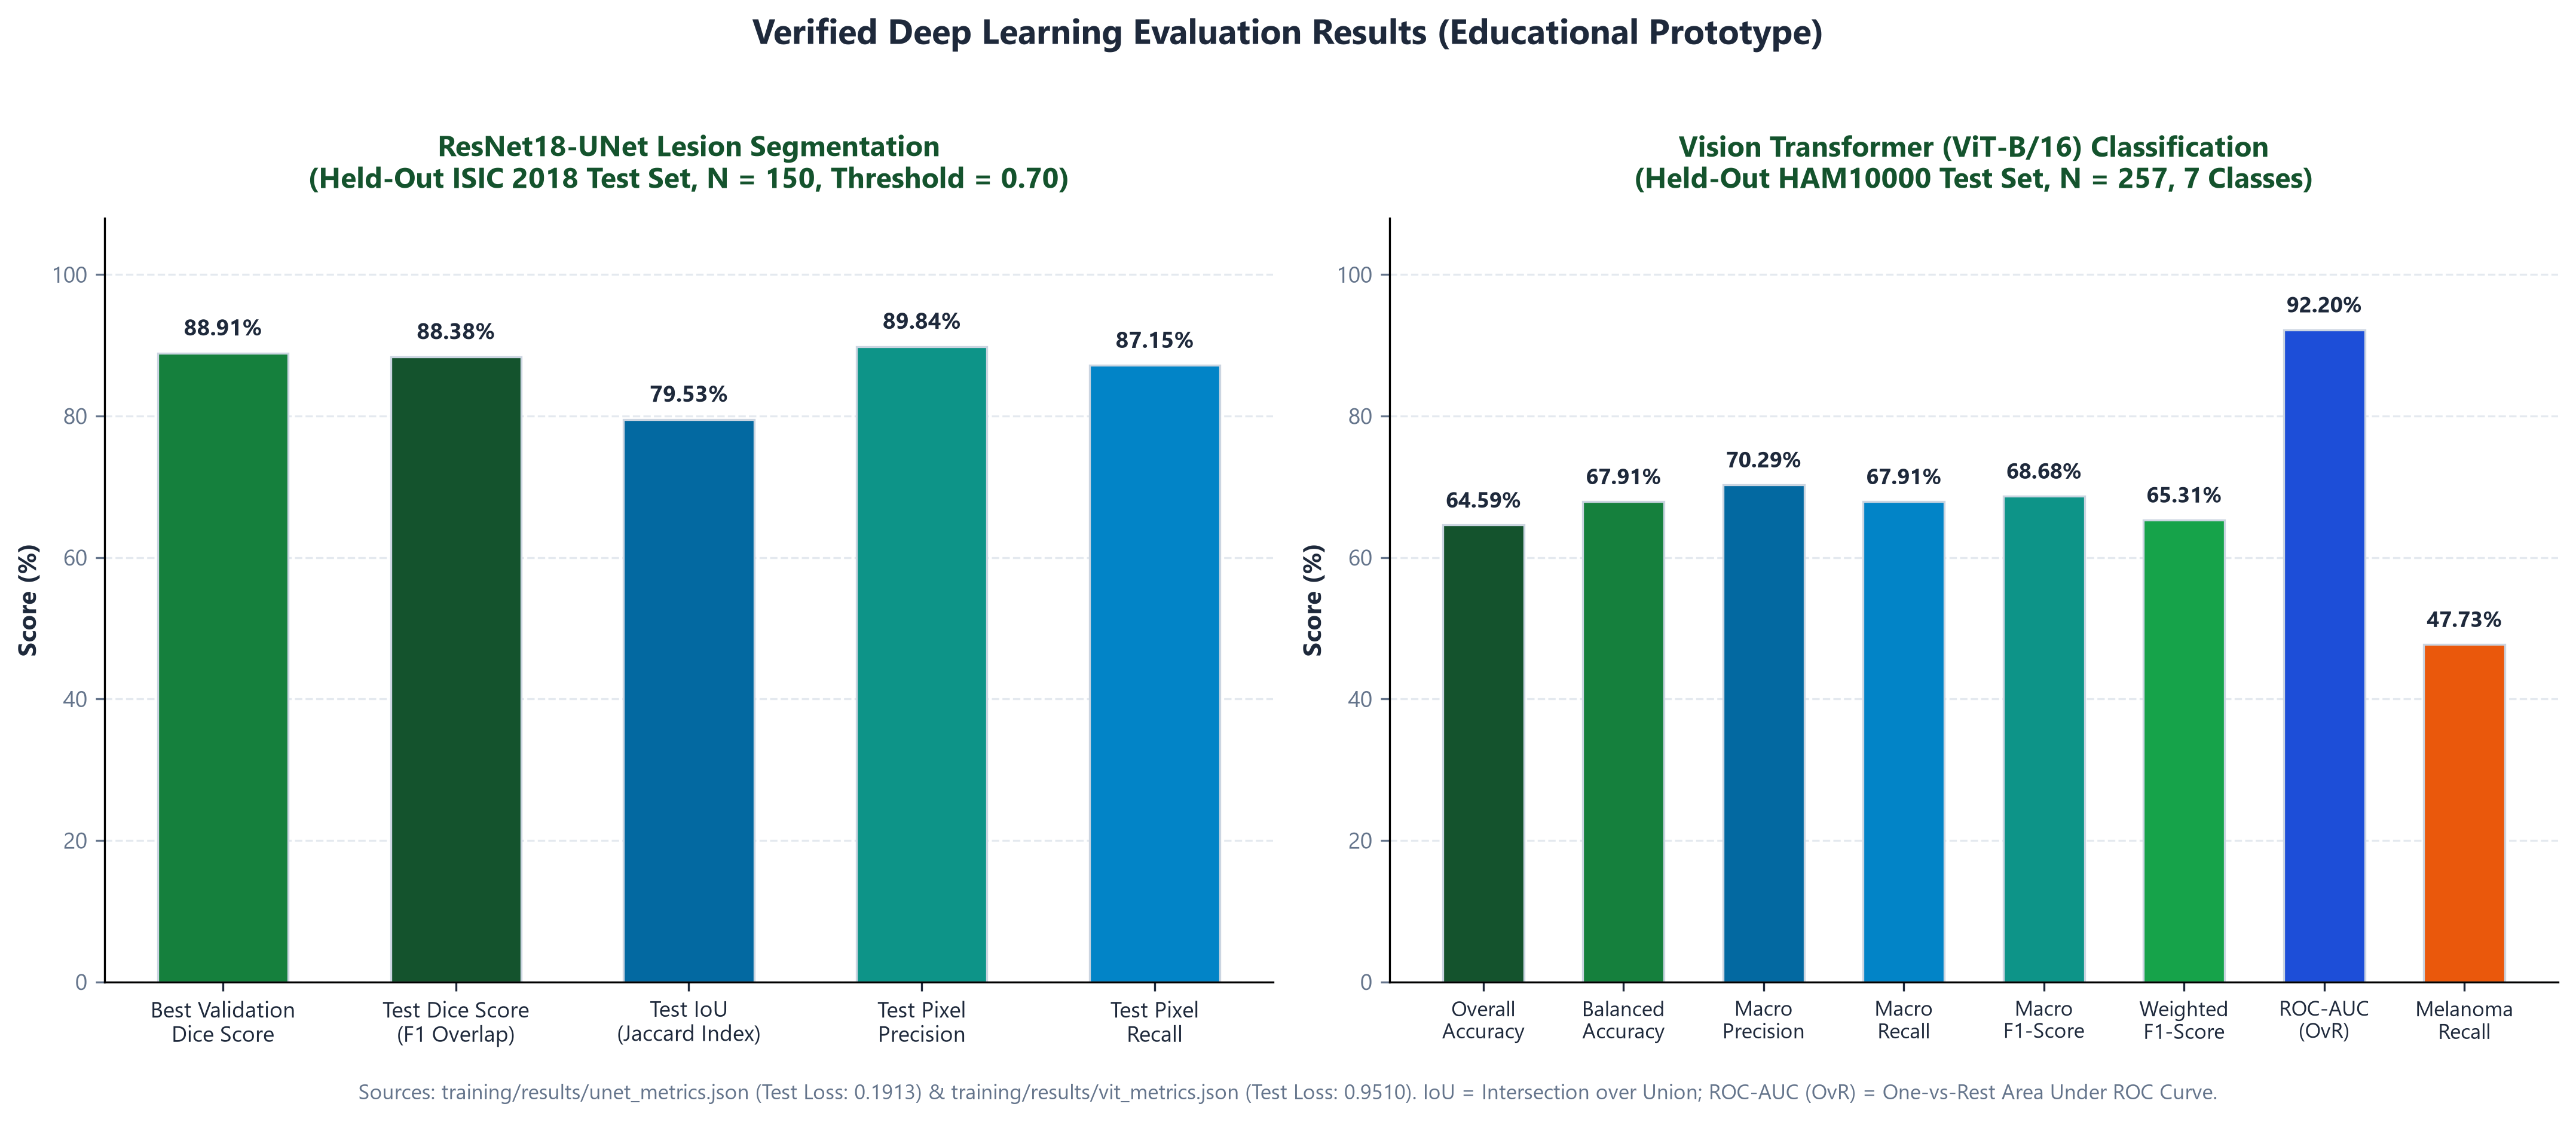 Verified Deep Learning Evaluation Results (Educational Prototype)
ResNet18-UNet Lesion Segmentation
(Held-Out ISIC 2018 Test Set, N = 150, Threshold = 0.70)
Score (%)
100
80
60
40
20
0
88.91%
88.38%
79.53%
89.84%
87.15%
Best Validation
Dice Score
Test Dice Score
(F1 Overlap)
Test IoU
(Jaccard Index)
Test Pixel
Precision
Test Pixel
Recall
Vision Transformer (ViT-B/16) Classification
(Held-Out HAM10000 Test Set, N = 257, 7 Classes)
Score (%)
100
80
60
40
20
0
64.59%
67.91%
70.29%
67.91%
68.68%
65.31%
92.20%
47.73%
Overall
Accuracy
Balanced
Accuracy
Macro
Precision
Macro
Recall
Macro
F1-Score
Weighted
F1-Score
ROC-AUC
(OvR)
Melanoma
Recall
Sources: training/results/unet_metrics.json (Test Loss: 0.1913) & training/results/vit_metrics.json (Test Loss: 0.9510). IoU = Intersection over Union; ROC-AUC (OvR) = One-vs-Rest Area Under ROC Curve.